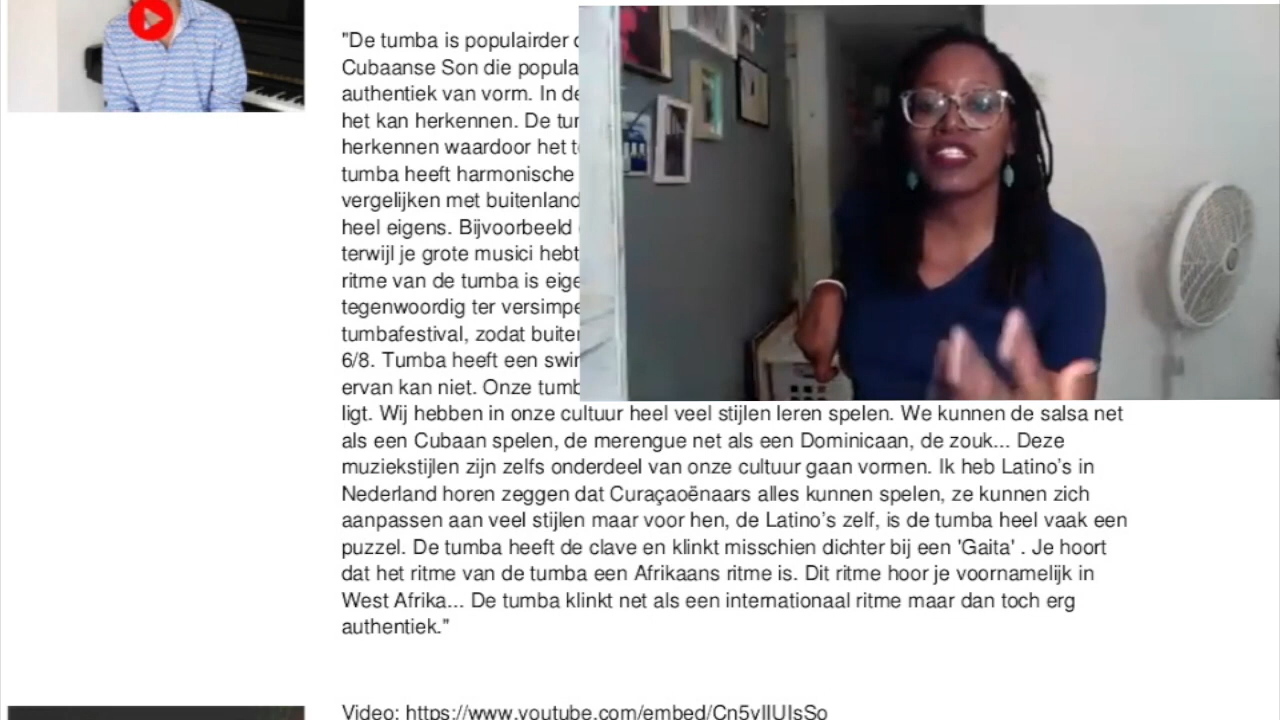 "De tumba is populairder
Cubaanse Son die popula
authentiek van vorm. In de
het kan herkennen. De tu
herkennen waardoor het t
tumba heeft harmonische
vergelijken met buitenland
heel eigens. Bijvoorbeeld
terwijl je grote musici hebt
ritme van de tumba is eige
tegenwoordig ter versimpe
tumbafestival, zodat buiten
6/8. Tumba heeft een swin
ervan kan niet. Onze tumb
ligt. Wij hebben in onze cultuur heel veel stijlen leren spelen. We kunnen de salsa net
als een Cubaan spelen, de merengue net als een Dominicaan, de zouk... Deze
muziekstijlen zijn zelfs onderdeel van onze cultuur gaan vormen. Ik heb Latino's in
Nederland horen zeggen dat Curaçaoënaars alles kunnen spelen, ze kunnen zich
aanpassen aan veel stijlen maar voor hen, de Latino's zelf, is de tumba heel vaak een
puzzel. De tumba heeft de clave en klinkt misschien dichter bij een 'Gaita' . Je hoort
dat het ritme van de tumba een Afrikaans ritme is. Dit ritme hoor je voornamelijk in
West Afrika... De tumba klinkt net als een internationaal ritme maar dan toch erg
authentiek."
Video: https://www.youtube.com/embed/Cn5vIIUIsSo